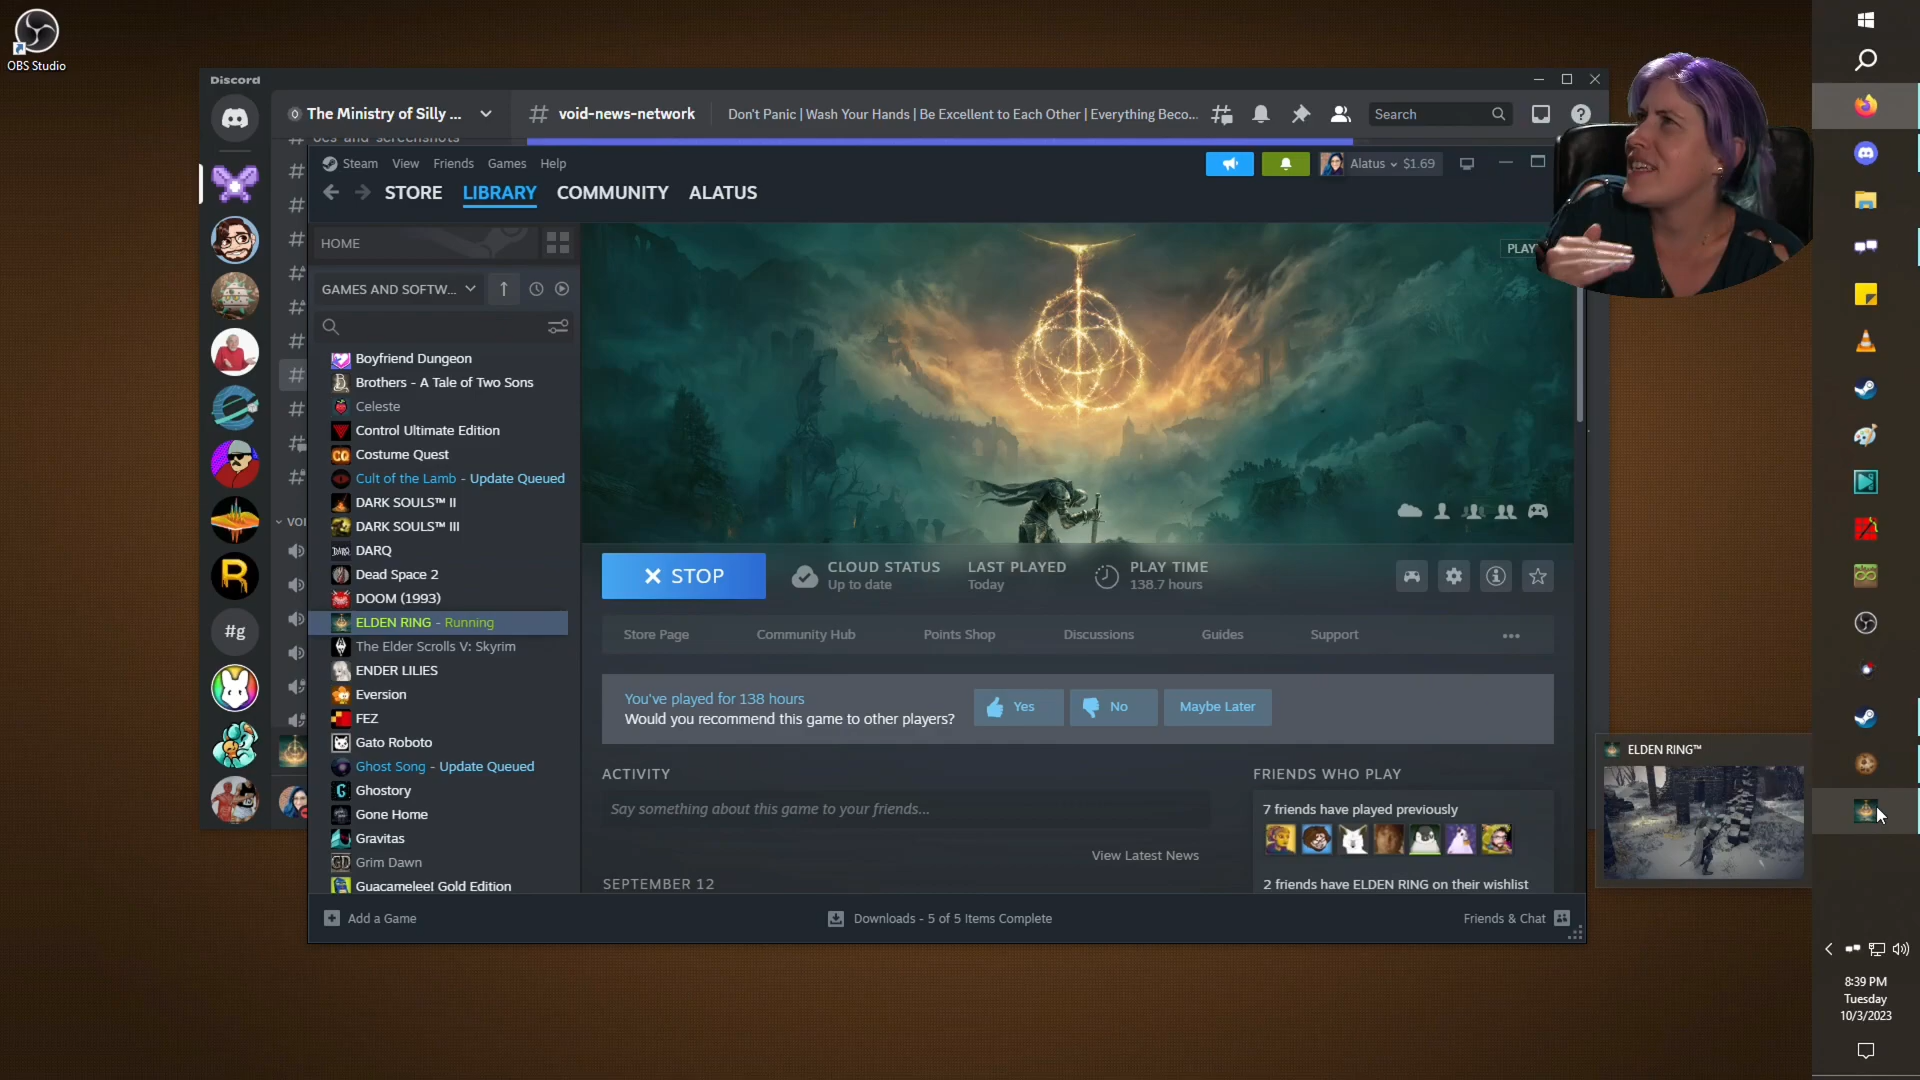 OBS Studio
Discord
The Ministry of Silly ...
void-news-network
Don't Panic | Wash Your Hands | Be Excellent to Each Other | Everything Beco...
Search
ocs and screenshots
Steam View Friends Games Help
Alatus $1.69
STORE LIBRARY COMMUNITY ALATUS
HOME
GAMES AND SOFTW...
Boyfriend Dungeon
Brothers - A Tale of Two Sons
Celeste
Control Ultimate Edition
Costume Quest
Cult of the Lamb - Update Queued
DARK SOULS™ II
DARK SOULS™ III
DARQ
Dead Space 2
DOOM (1993)
ELDEN RING - Running
The Elder Scrolls V: Skyrim
ENDER LILIES
Eversion
FEZ
Gato Roboto
Ghost Song - Update Queued
Ghostory
Gone Home
Gravitas
Grim Dawn
Guacamelee! Gold Edition
#g
VOI
PLAY
STOP
CLOUD STATUS
Up to date
LAST PLAYED
Today
PLAY TIME
138.7 hours
Store Page Community Hub Points Shop Discussions Guides Support
You've played for 138 hours
Would you recommend this game to other players?
Yes
No
Maybe Later
ACTIVITY
Say something about this game to your friends...
View Latest News
SEPTEMBER 12
FRIENDS WHO PLAY
7 friends have played previously
2 friends have ELDEN RING on their wishlist
Add a Game
Downloads - 5 of 5 Items Complete
Friends & Chat
ELDEN RING™
8:39 PM
Tuesday
10/3/2023